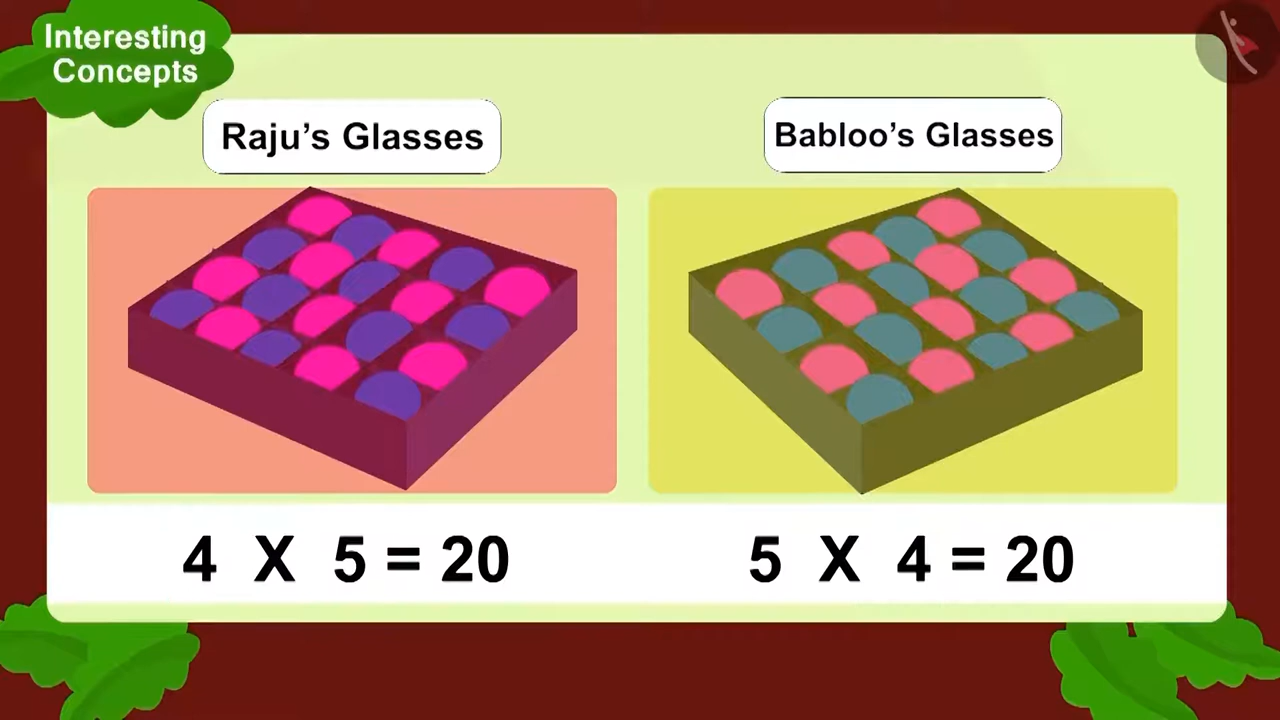 Interesting
Concepts
Raju’s Glasses
Babloo’s Glasses
4 X 5 = 20
5 X 4 = 20